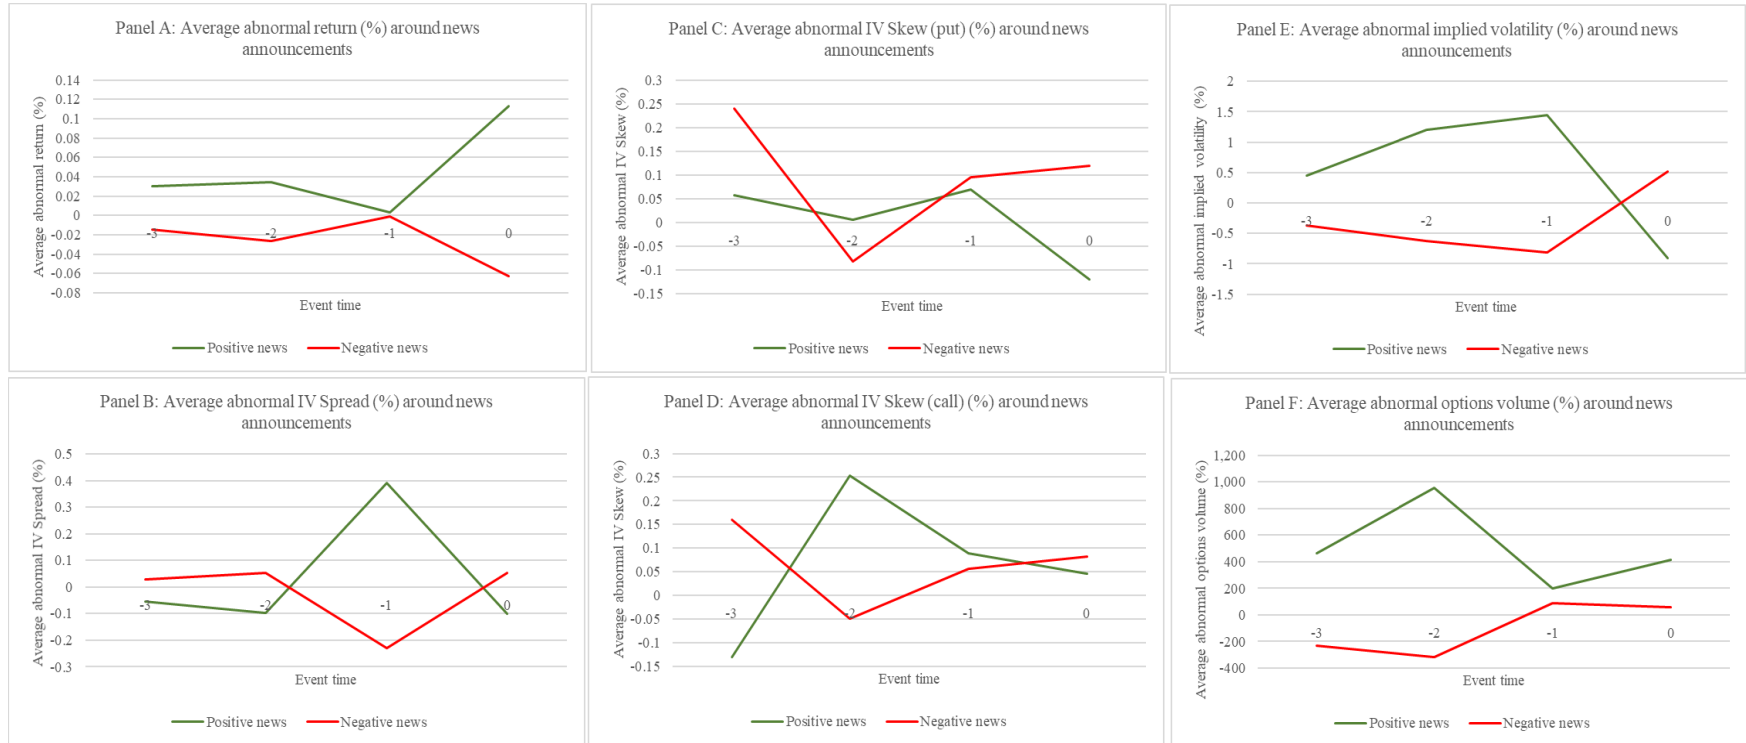 Panel A: Average abnormal return (%) around news
announcements
Average abnormal return (%)
0.14
0.12
0.1
0.08
0.06
0.04
0.02
0
-0.02
-0.04
-0.06
-0.08
-3
-2
-1
0
Event time
Positive news
Negative news
Panel C: Average abnormal IV Skew (put) (%) around news
announcements
Average abnormal IV Skew (%)
0.3
0.25
0.2
0.15
0.1
0.05
0
-0.05
-0.1
-0.15
-3
-2
-1
0
Event time
Positive news
Negative news
Panel E: Average abnormal implied volatility (%) around news
announcements
Average abnormal implied volatility (%)
2
1.5
1
0.5
0
-0.5
-1
-1.5
-3
-2
-1
0
Event time
Positive news
Negative news
Panel B: Average abnormal IV Spread (%) around news
announcements
Average abnormal IV Spread (%)
0.5
0.4
0.3
0.2
0.1
0
-0.1
-0.2
-0.3
-3
-2
-1
0
Event time
Positive news
Negative news
Panel D: Average abnormal IV Skew (call) (%) around news
announcements
Average abnormal IV Skew (%)
0.3
0.25
0.2
0.15
0.1
0.05
0
-0.05
-0.1
-0.15
-3
-2
-1
0
Event time
Positive news
Negative news
Panel F: Average abnormal options volume (%) around news
announcements
Average abnormal options volume (%)
1,200
1,000
800
600
400
200
0
-200
-400
-3
-2
-1
0
Event time
Positive news
Negative news